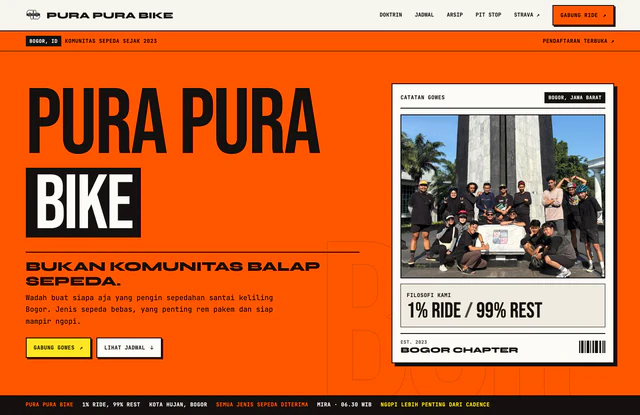 PURA PURA BIKE
DOKTRIN
JADWAL
ARSIP
PIT STOP
STRAVA ↗
GABUNG RIDE ↗
BOGOR, ID
KOMUNITAS SEPEDA SEJAK 2023
PENDAFTARAN TERBUKA ↗
PURA PURA
BIKE
BUKAN KOMUNITAS BALAP
SEPEDA.
Wadah buat siapa aja yang pengin sepedahan santai keliling
Bogor. Jenis sepeda bebas, yang penting rem pakem dan siap
mampir ngopi.
GABUNG GOWES ↗
LIHAT JADWAL ↓
CATATAN GOWES
BOGOR, JAWA BARAT
FILOSOFI KAMI
1% RIDE / 99% REST
EST. 2023
BOGOR CHAPTER
PURA PURA BIKE
1% RIDE, 99% REST
KOTA HUJAN, BOGOR
SEMUA JENIS SEPEDA DITERIMA
MIRA · 06.30 WIB
NGOPI LEBIH PENTING DARI CADENCE